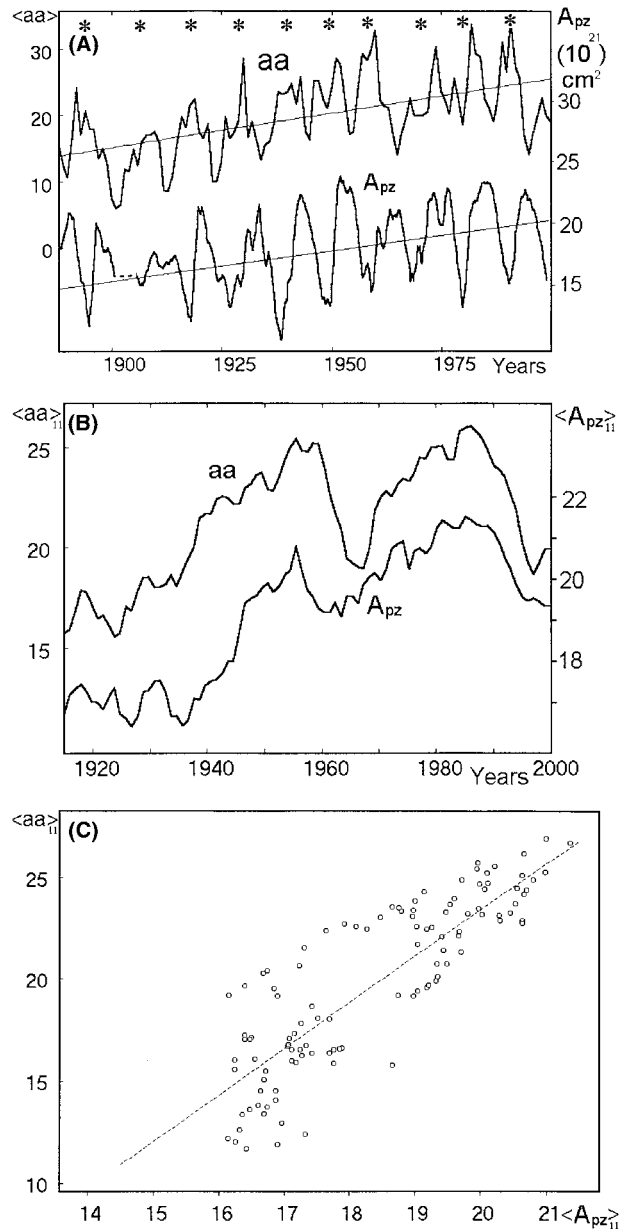 <aa> (A) * * * * * * * * * * A_pz
30 aa (10^21)
cm^2
20 30
10 25
A_pz
0 20
15
1900 1925 1950 1975 Years
<aa>_11 (B) <A_pz>_11
25 aa
22
20 20
A_pz
15 18
1920 1940 1960 1980 2000
Years
<aa>_11 (C)
25
20
15
10
14 15 16 17 18 19 20 21 <A_pz>_11